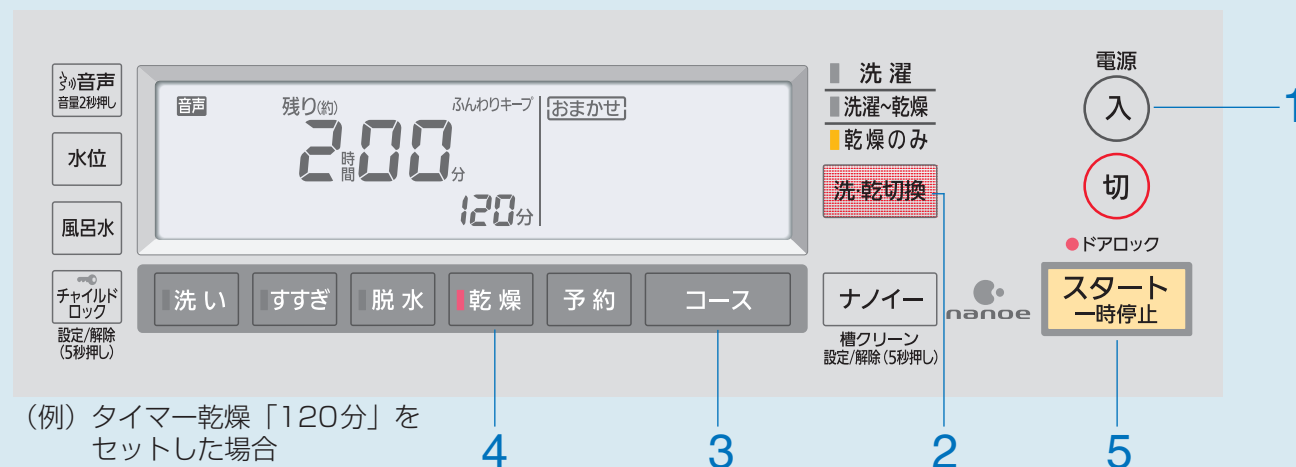 音声
音量2秒押し
水位
風呂水
チャイルド
ロック
設定/解除
(5秒押し)
音声
残り(約)
ふんわりキープ
おまかせ
2時間00分
120分
洗い
すすぎ
脱水
乾燥
予約
コース
洗濯
洗濯~乾燥
乾燥のみ
洗・乾切換
ナノイー
槽クリーン
設定/解除(5秒押し)
nanoe
電源
入
切
ドアロック
スタート
一時停止
1
4
3
2
5
(例)タイマー乾燥「120分」を
セットした場合